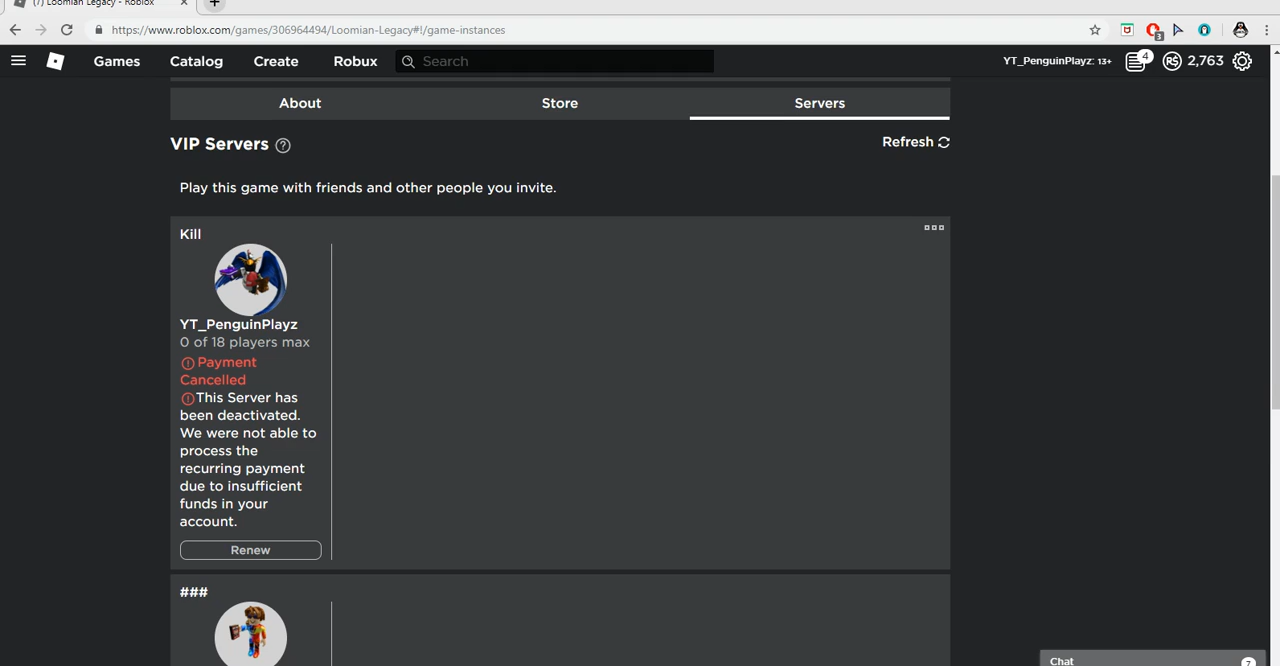 (7) Loomian Legacy - Roblox
https://www.roblox.com/games/306964494/Loomian-Legacy#!/game-instances
3
Games
Catalog
Create
Robux
Search
YT_PenguinPlayz: 13+
4
R$ 2,763
About
Store
Servers
VIP Servers ?
Refresh
Play this game with friends and other people you invite.
Kill
YT_PenguinPlayz
0 of 18 players max
Payment
Cancelled
This Server has
been deactivated.
We were not able to
process the
recurring payment
due to insufficient
funds in your
account.
Renew
###
Chat
7